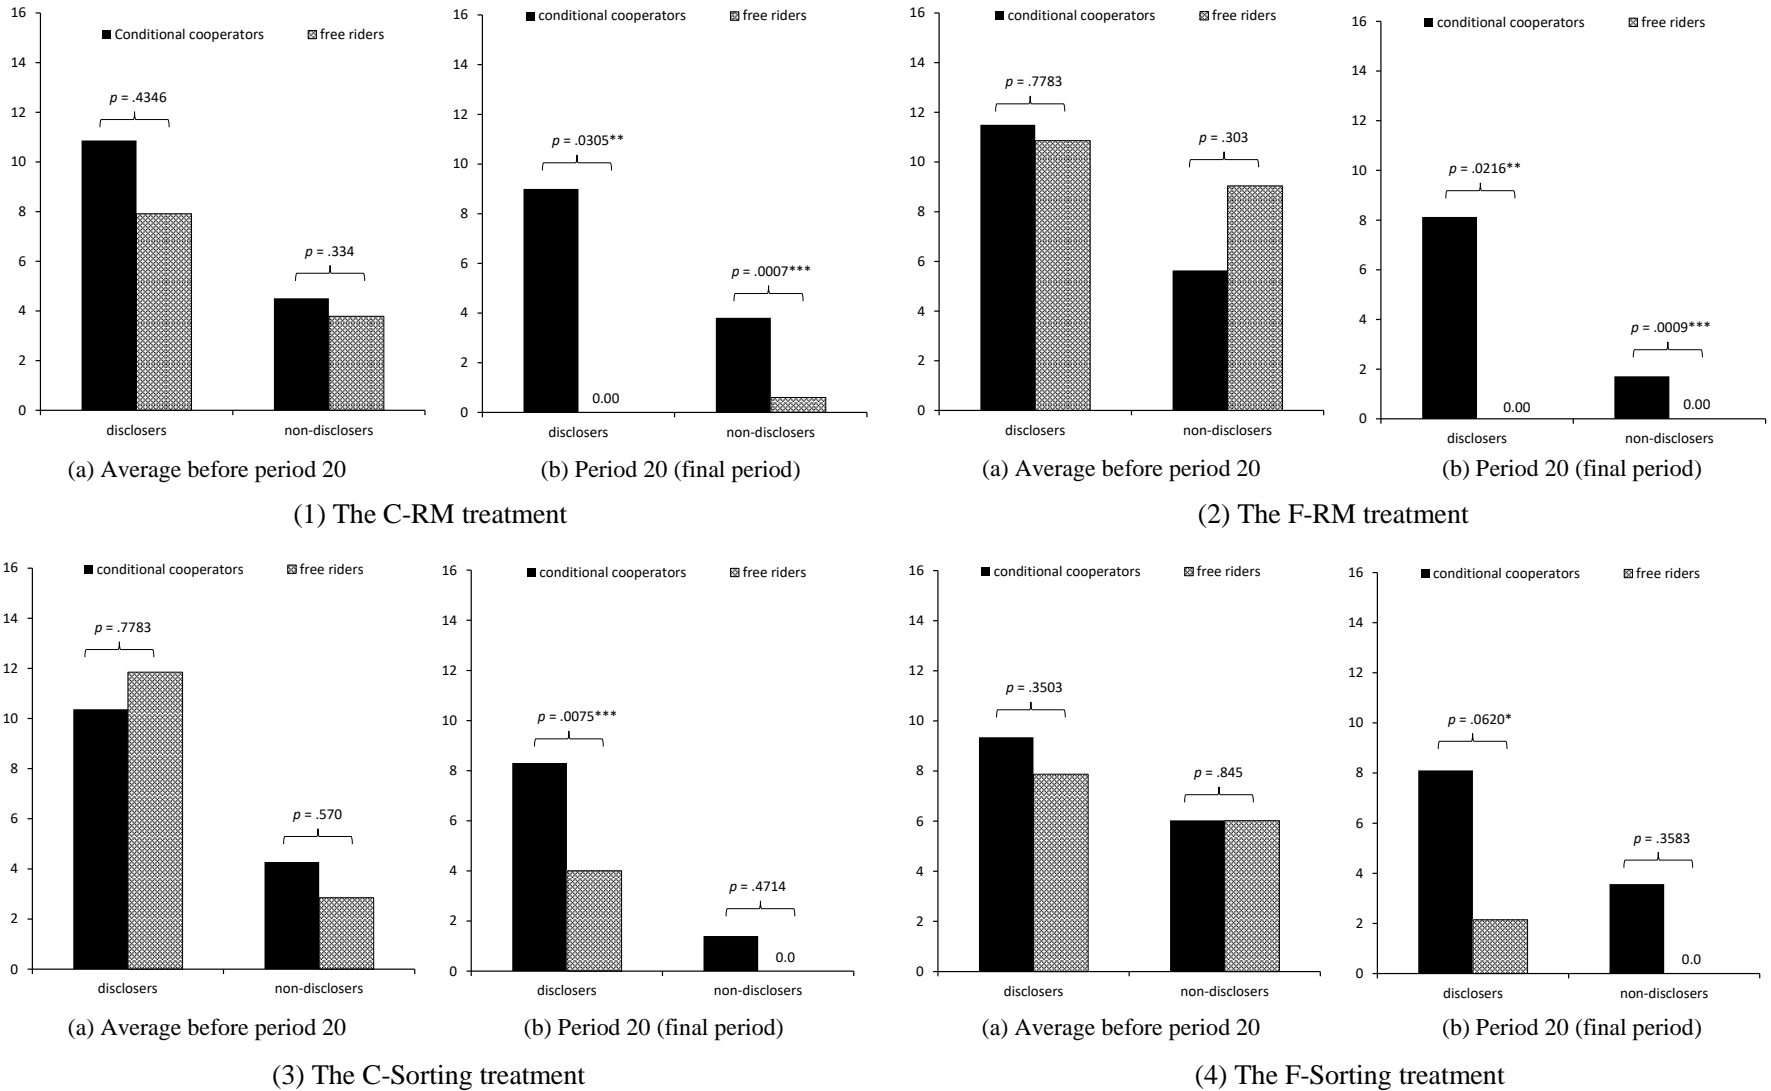 16
14
12
10
8
6
4
2
0
Conditional cooperators
free riders
p = .4346
p = .334
disclosers
non-disclosers
(a) Average before period 20
16
14
12
10
8
6
4
2
0
conditional cooperators
free riders
p = .0305**
p = .0007***
0.00
disclosers
non-disclosers
(b) Period 20 (final period)
(1) The C-RM treatment
16
14
12
10
8
6
4
2
0
conditional cooperators
free riders
p = .7783
p = .303
disclosers
non-disclosers
(a) Average before period 20
16
14
12
10
8
6
4
2
0
conditional cooperators
free riders
p = .0216**
p = .0009***
0.00
0.00
disclosers
non-disclosers
(b) Period 20 (final period)
(2) The F-RM treatment
16
14
12
10
8
6
4
2
0
conditional cooperators
free riders
p = .7783
p = .570
disclosers
non-disclosers
(a) Average before period 20
16
14
12
10
8
6
4
2
0
conditional cooperators
free riders
p = .0075***
p = .4714
0.0
disclosers
non-disclosers
(b) Period 20 (final period)
(3) The C-Sorting treatment
16
14
12
10
8
6
4
2
0
conditional cooperators
free riders
p = .3503
p = .845
disclosers
non-disclosers
(a) Average before period 20
16
14
12
10
8
6
4
2
0
conditional cooperators
free riders
p = .0620*
p = .3583
0.0
disclosers
non-disclosers
(b) Period 20 (final period)
(4) The F-Sorting treatment